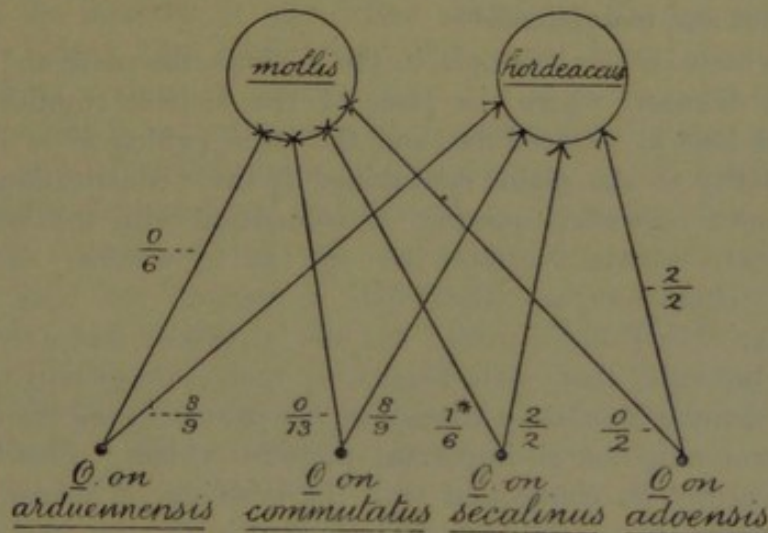 mollis
hordeaceus
0/6
2/2
8/9
0/13
8/9
1*/6
2/2
0/2
O. on
arduennensis
O on
commutatus
O on
secalinus
O on
adoensis